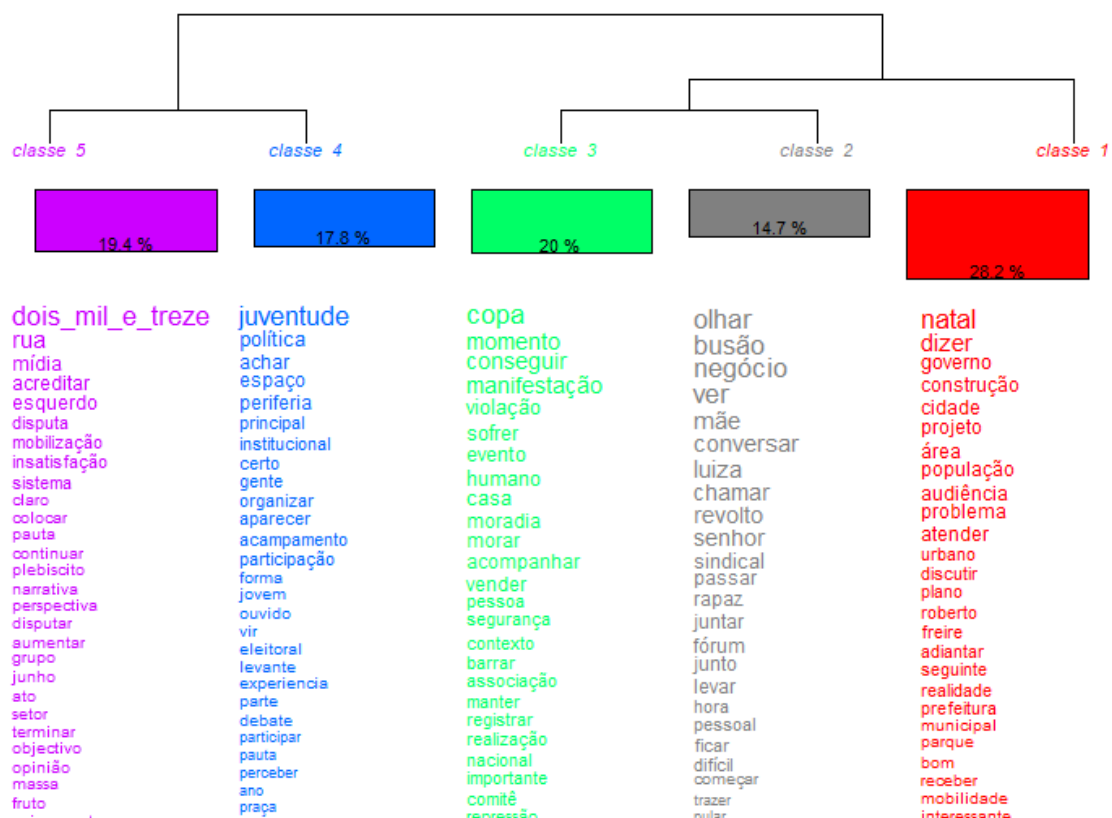 classe 5
classe 4
classe 3
classe 2
classe 1
19.4 %
17.8 %
20 %
14.7 %
28.2 %
dois_mil_e_treze
rua
mídia
acreditar
esquerdo
disputa
mobilização
insatisfação
sistema
claro
colocar
pauta
continuar
plebiscito
narrativa
perspectiva
disputar
aumentar
grupo
junho
ato
setor
terminar
objectivo
opinião
massa
fruto
juventude
política
achar
espaço
periferia
principal
institucional
certo
gente
organizar
aparecer
acampamento
participação
forma
jovem
ouvido
vir
eleitoral
levante
experiencia
parte
debate
participar
pauta
perceber
ano
praça
copa
momento
conseguir
manifestação
violação
sofrer
evento
humano
casa
moradia
morar
acompanhar
vender
pessoa
segurança
contexto
barrar
associação
manter
registrar
realização
nacional
importante
comitê
repressão
olhar
busão
negócio
ver
mãe
conversar
luiza
chamar
revolto
senhor
sindical
passar
rapaz
juntar
fórum
junto
levar
hora
pessoal
ficar
difícil
começar
trazer
pular
natal
dizer
governo
construção
cidade
projeto
área
população
audiência
problema
atender
urbano
discutir
plano
roberto
freire
adiantar
seguinte
realidade
prefeitura
municipal
parque
bom
receber
mobilidade
interessante